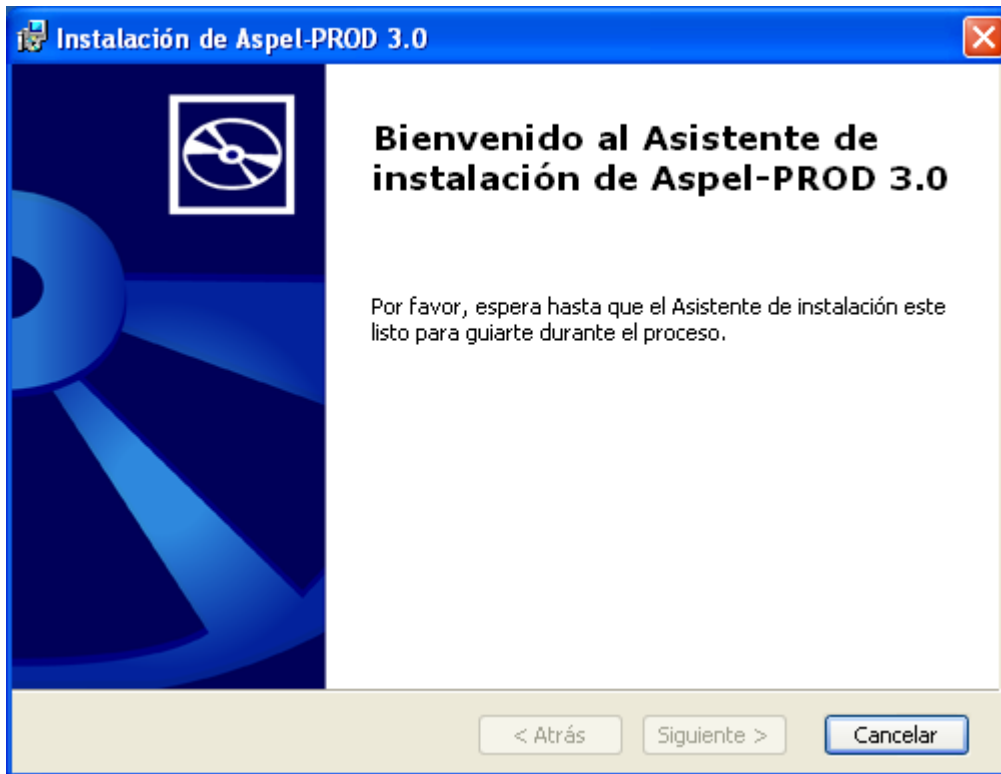 Instalación de Aspel-PROD 3.0
Bienvenido al Asistente de
instalación de Aspel-PROD 3.0
Por favor, espera hasta que el Asistente de instalación este
listo para guiarte durante el proceso.
< Atrás
Siguiente >
Cancelar